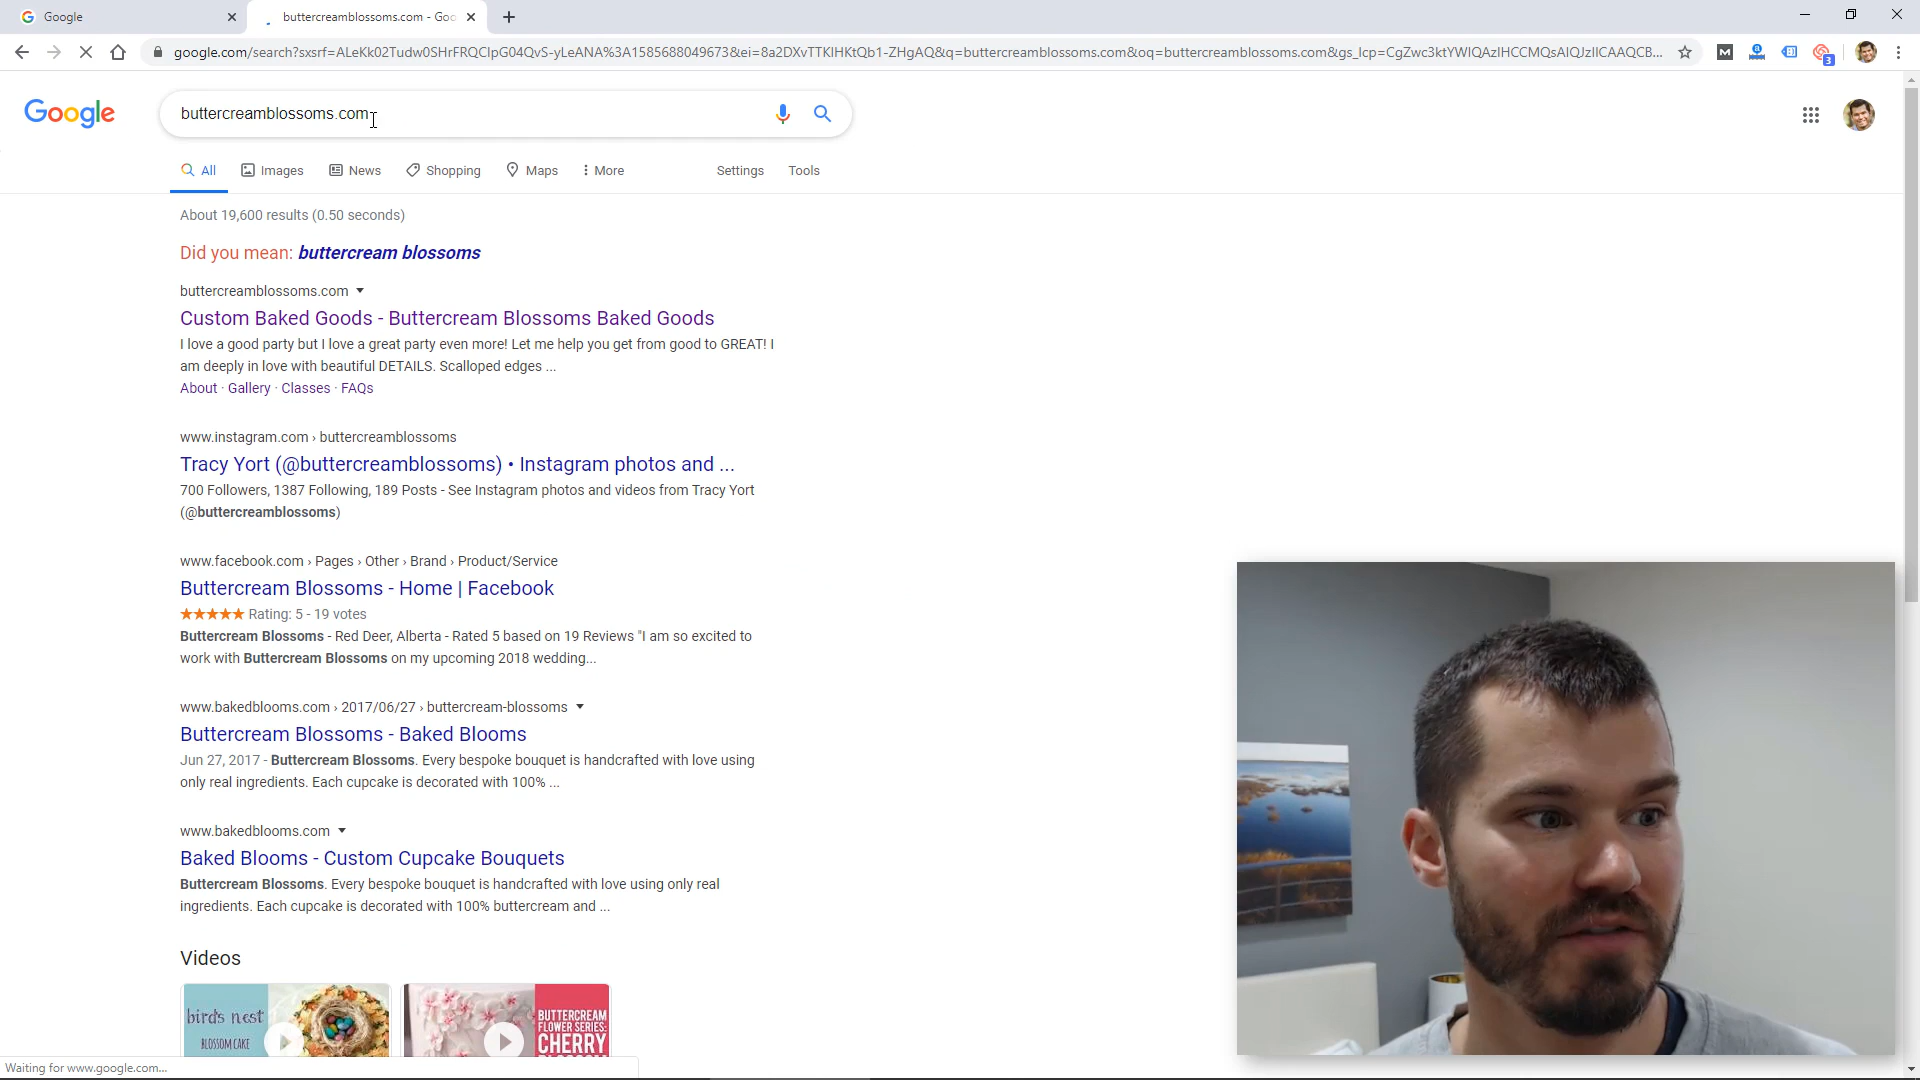 Google
buttercreamblossoms.com - Goo
google.com/search?sxsrf=ALeKk02Tudw0SHrFRQCIpG04QvS-yLeANA%3A1585688049673&ei=8a2DXvTTKIHKtQb1-ZHgAQ&q=buttercreamblossoms.com&oq=buttercreamblossoms.com&gs_lcp=CgZwc3ktYWIQAzIHCCMQsAIQJzIICAAQCB...
3
Google
buttercreamblossoms.com
All Images News Shopping Maps More Settings Tools
About 19,600 results (0.50 seconds)
Did you mean: buttercream blossoms
buttercreamblossoms.com
Custom Baked Goods - Buttercream Blossoms Baked Goods
I love a good party but I love a great party even more! Let me help you get from good to GREAT! I
am deeply in love with beautiful DETAILS. Scalloped edges ...
About · Gallery · Classes · FAQs
www.instagram.com › buttercreamblossoms
Tracy Yort (@buttercreamblossoms) • Instagram photos and ...
700 Followers, 1387 Following, 189 Posts - See Instagram photos and videos from Tracy Yort
(@buttercreamblossoms)
www.facebook.com › Pages › Other › Brand › Product/Service
Buttercream Blossoms - Home | Facebook
★★★★★ Rating: 5 - 19 votes
Buttercream Blossoms - Red Deer, Alberta - Rated 5 based on 19 Reviews "I am so excited to
work with Buttercream Blossoms on my upcoming 2018 wedding...
www.bakedblooms.com › 2017/06/27 › buttercream-blossoms
Buttercream Blossoms - Baked Blooms
Jun 27, 2017 - Buttercream Blossoms. Every bespoke bouquet is handcrafted with love using
only real ingredients. Each cupcake is decorated with 100% ...
www.bakedblooms.com
Baked Blooms - Custom Cupcake Bouquets
Buttercream Blossoms. Every bespoke bouquet is handcrafted with love using only real
ingredients. Each cupcake is decorated with 100% buttercream and ...
Videos
bird's nest
BLOSSOM CAKE
BUTTERCREAM
FLOWER SERIES:
CHERRY
Waiting for www.google.com...